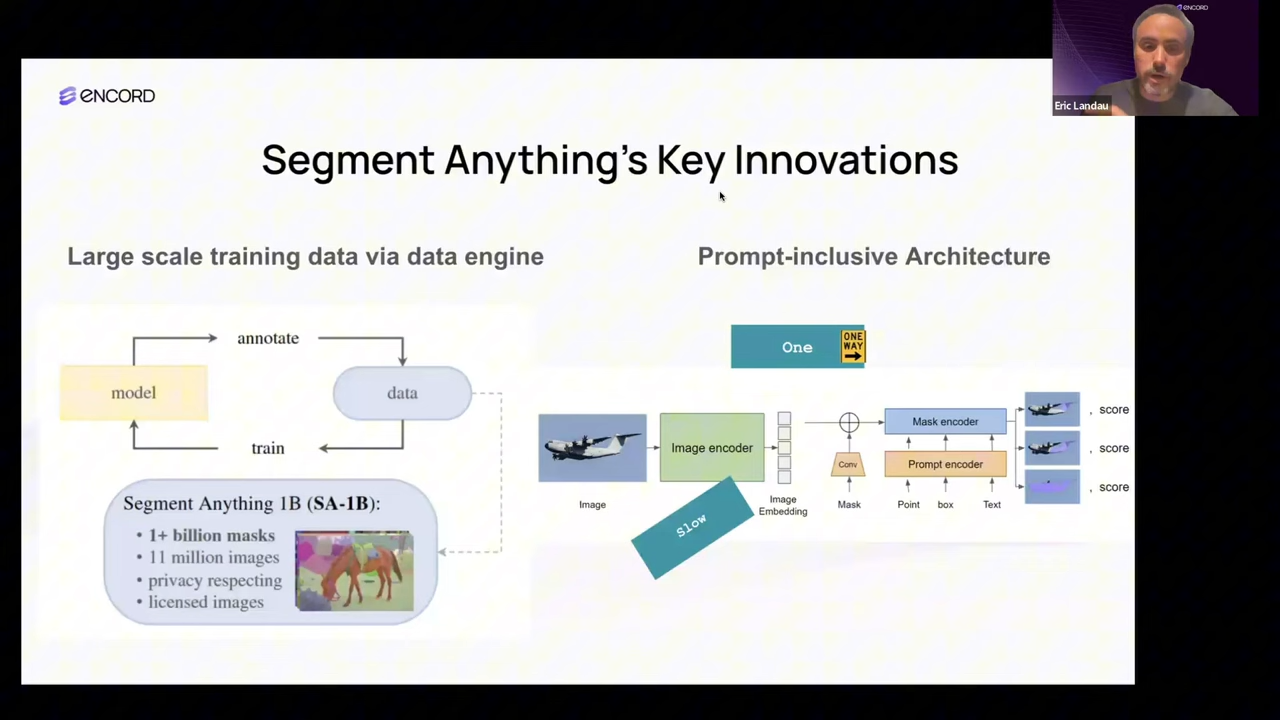 ENCORD
Eric Landau
ENCORD
Segment Anything's Key Innovations
Large scale training data via data engine
Prompt-inclusive Architecture
annotate
model
data
train
Segment Anything 1B (SA-1B):
• 1+ billion masks
• 11 million images
• privacy respecting
• licensed images
One
ONE
WAY
Image encoder
Slow
Image
Image
Embedding
Conv
Mask
Mask encoder
Prompt encoder
Point
box
Text
, score
, score
, score